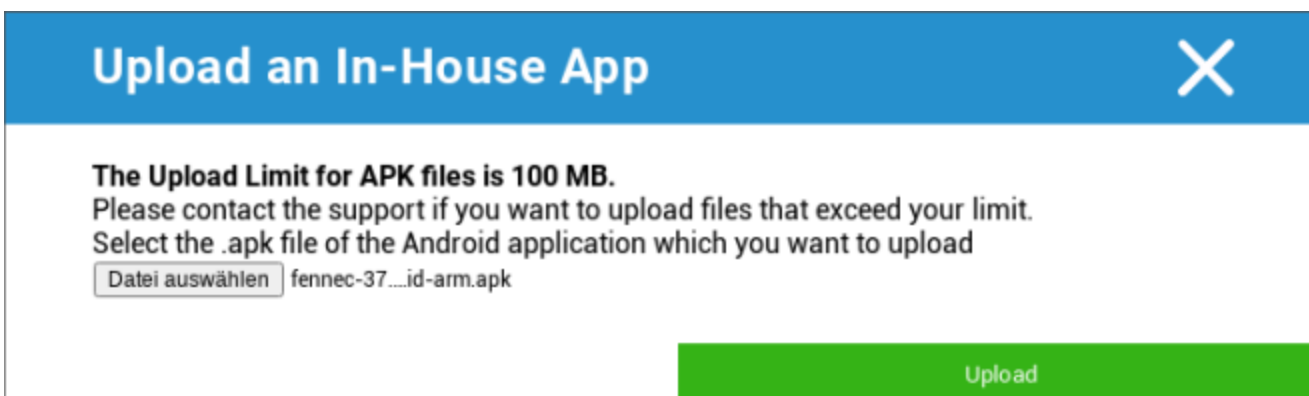 Upload an In-House App
The Upload Limit for APK files is 100 MB.
Please contact the support if you want to upload files that exceed your limit.
Select the .apk file of the Android application which you want to upload
Datei auswählen fennec-37....id-arm.apk
Upload